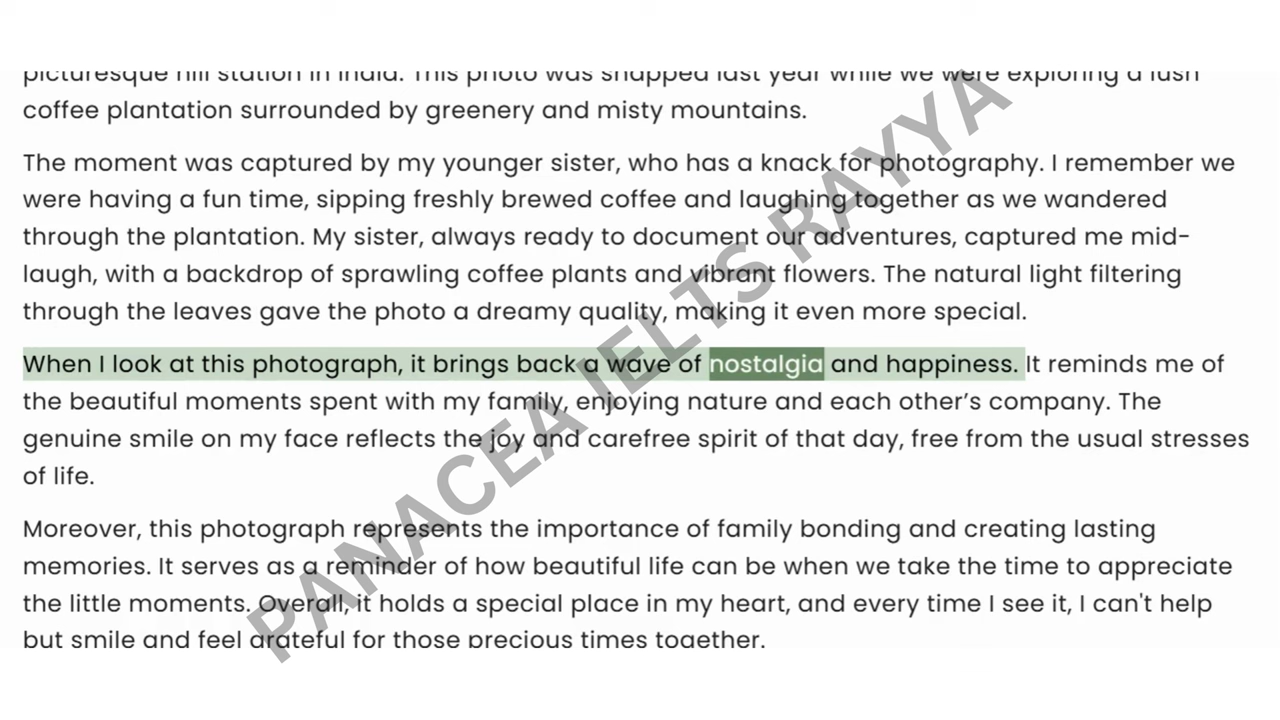 picturesque hill station in India. This photo was snapped last year while we were exploring a lush
coffee plantation surrounded by greenery and misty mountains.
The moment was captured by my younger sister, who has a knack for photography. I remember we
were having a fun time, sipping freshly brewed coffee and laughing together as we wandered
through the plantation. My sister, always ready to document our adventures, captured me mid-
laugh, with a backdrop of sprawling coffee plants and vibrant flowers. The natural light filtering
through the leaves gave the photo a dreamy quality, making it even more special.
When I look at this photograph, it brings back a wave of nostalgia and happiness. It reminds me of
the beautiful moments spent with my family, enjoying nature and each other's company. The
genuine smile on my face reflects the joy and carefree spirit of that day, free from the usual stresses
of life.
Moreover, this photograph represents the importance of family bonding and creating lasting
memories. It serves as a reminder of how beautiful life can be when we take the time to appreciate
the little moments. Overall, it holds a special place in my heart, and every time I see it, I can't help
but smile and feel grateful for those precious times together.
PANACEA IELTS RAYYA